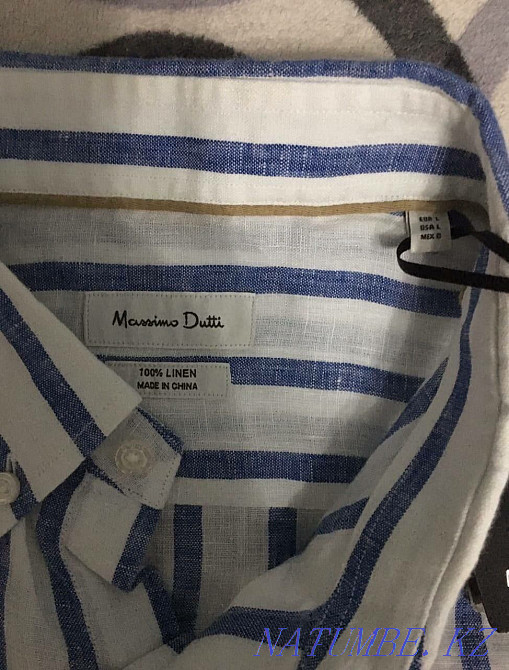 EUR L
USA L
MEX G
Massimo Dutti
100% LINEN
MADE IN CHINA
NATUMBE.KZ